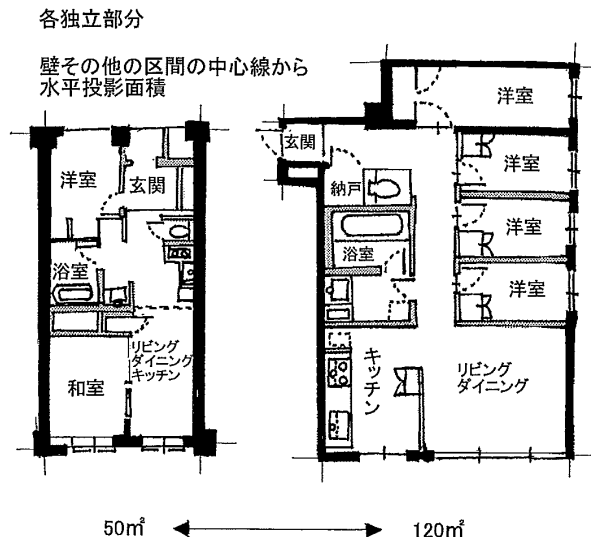 各独立部分
壁その他の区間の中心線から
水平投影面積
洋室
玄関
浴室
和室
リビング
ダイニング
キッチン
玄関
納戸
浴室
洋室
洋室
洋室
洋室
キッチン
リビング
ダイニング
50㎡
120㎡